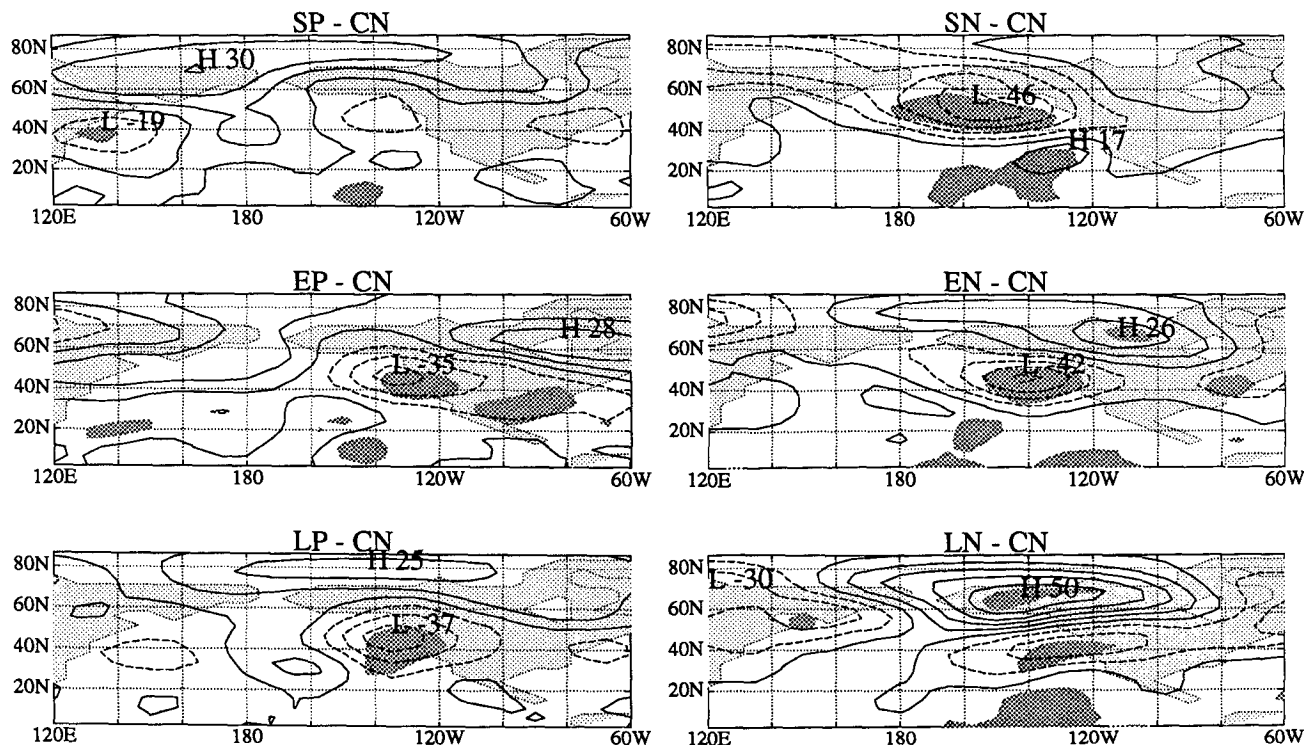 SP - CN
80N
60N
40N
20N
120E 180 120W 60W
H 30
L -19
SN - CN
80N
60N
40N
20N
120E 180 120W 60W
L -46
H 17
EP - CN
80N
60N
40N
20N
120E 180 120W 60W
H 28
L -35
EN - CN
80N
60N
40N
20N
120E 180 120W 60W
H 26
L -42
LP - CN
80N
60N
40N
20N
120E 180 120W 60W
H 25
L -37
LN - CN
80N
60N
40N
20N
120E 180 120W 60W
L -30
H 50